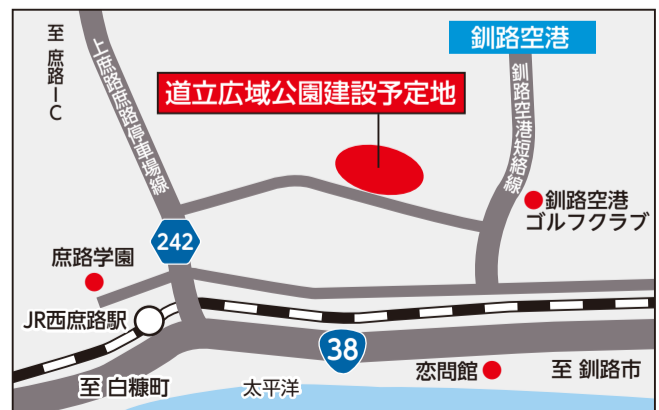 至 庶路IC
上庶路庶路停車場線
釧路空港
道立広域公園建設予定地
釧路空港短絡線
釧路空港
ゴルフクラブ
242
庶路学園
JR西庶路駅
38
恋問館
至 釧路市
至 白糠町
太平洋